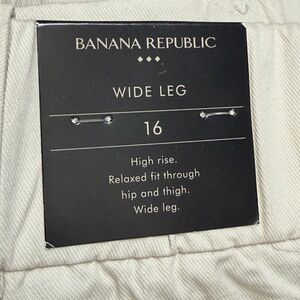 BANANA REPUBLIC
WIDE LEG
16
High rise.
Relaxed fit through
hip and thigh.
Wide leg.